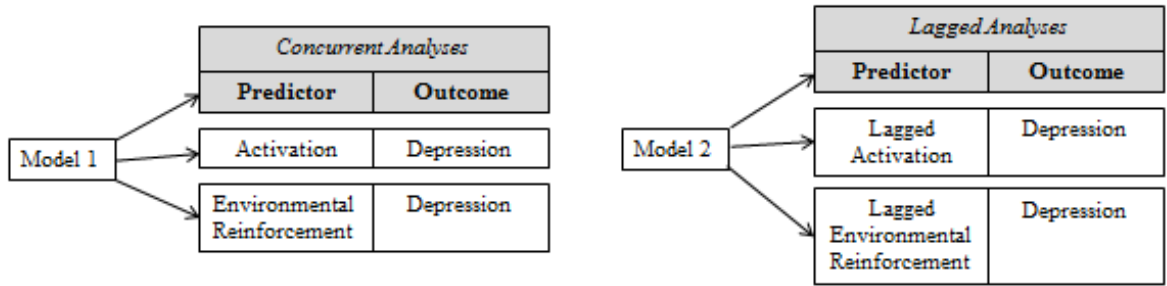 Concurrent Analyses
Predictor Outcome
Model 1
Activation Depression
Environmental Depression
Reinforcement
Lagged Analyses
Predictor Outcome
Model 2
Lagged Depression
Activation
Lagged Depression
Environmental
Reinforcement